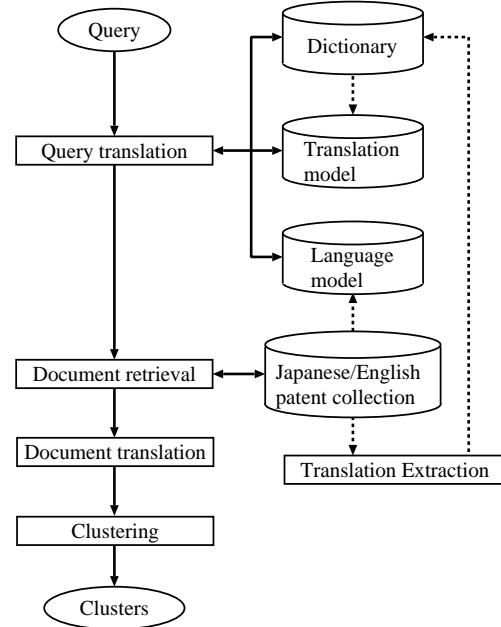 Query
Dictionary
Query translation
Translation
model
Language
model
Document retrieval
Japanese/English
patent collection
Document translation
Translation Extraction
Clustering
Clusters